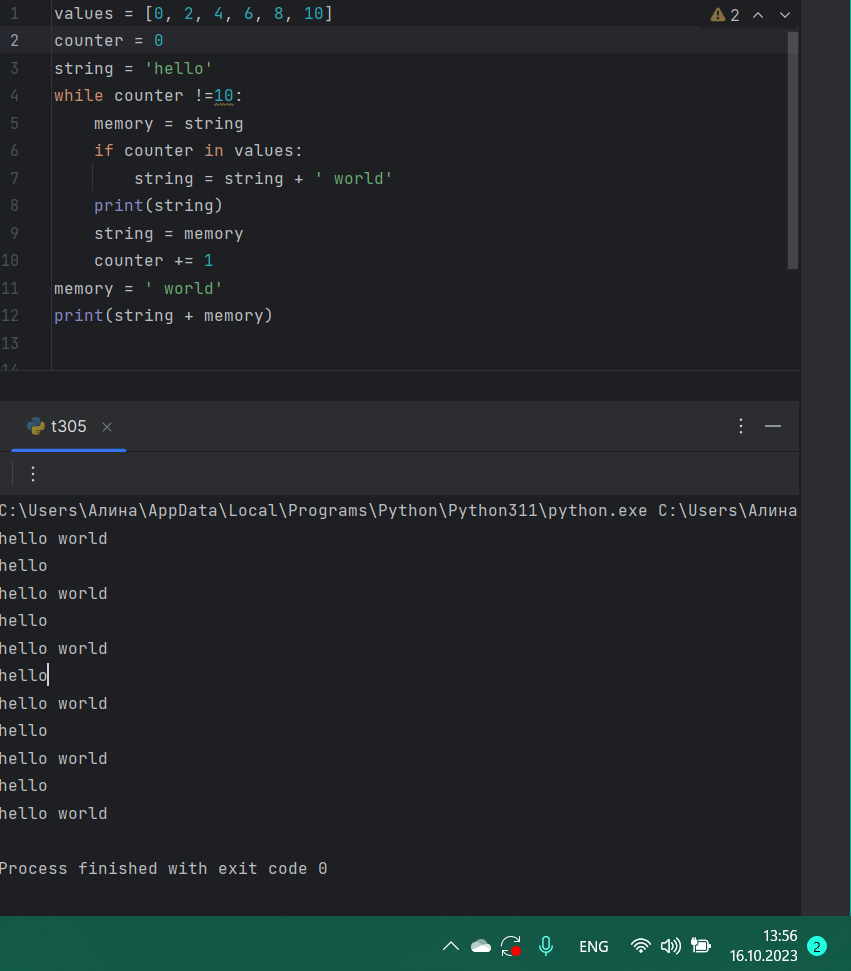 1 values = [0, 2, 4, 6, 8, 10] 2
2 counter = 0
3 string = 'hello'
4 while counter !=10:
5     memory = string
6     if counter in values:
7         string = string + ' world'
8     print(string)
9     string = memory
10     counter += 1
11 memory = ' world'
12 print(string + memory)
13
14
t305
C:\Users\Алина\AppData\Local\Programs\Python\Python311\python.exe C:\Users\Алина
hello world
hello
hello world
hello
hello world
hello
hello world
hello
hello world
hello
hello world
Process finished with exit code 0
ENG
13:56
16.10.2023
2